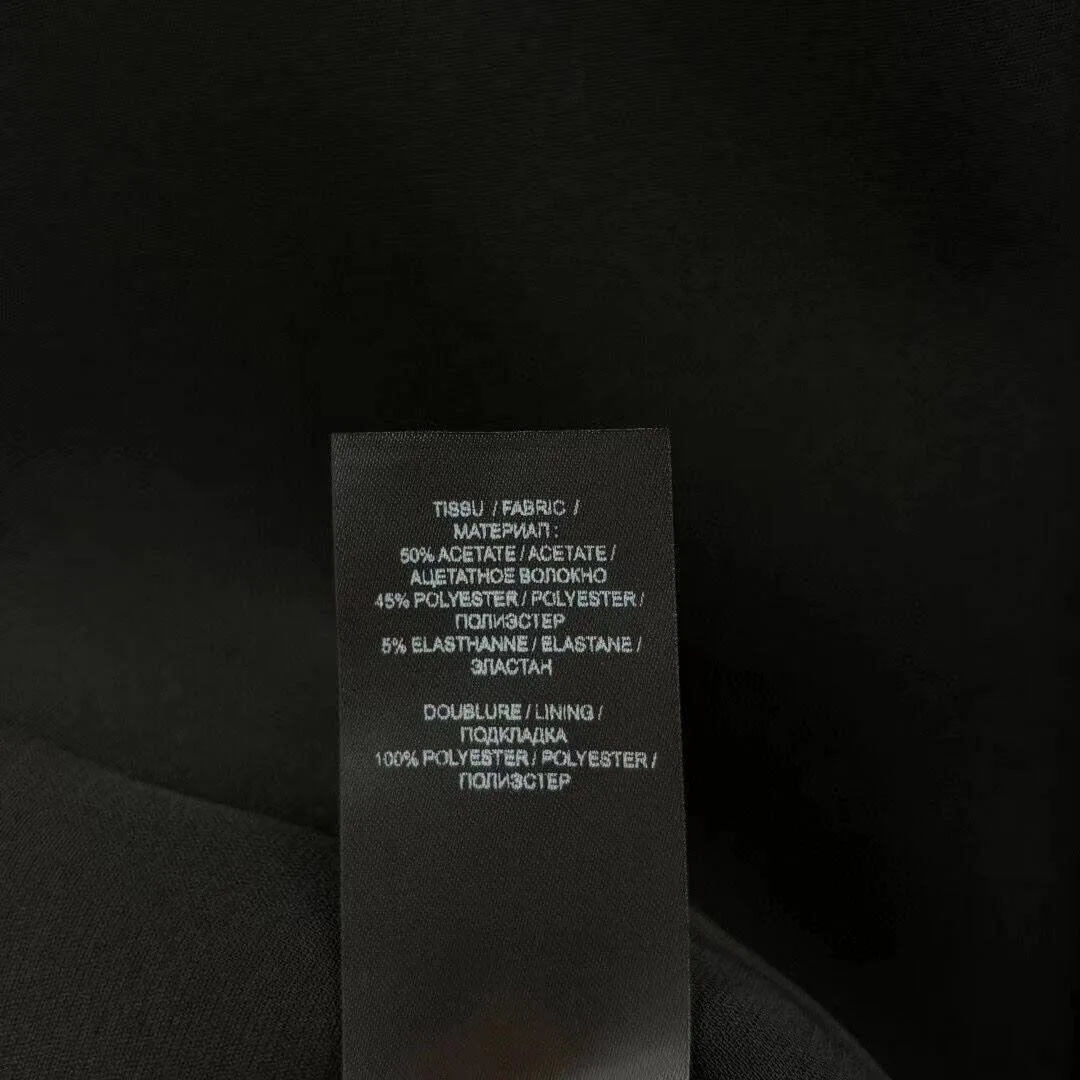 TISSU / FABRIC /
МАТЕРИАЛ :
50% ACETATE / ACETATE /
АЦЕТАТНОЕ ВОЛОКНО
45% POLYESTER / POLYESTER /
ПОЛИЭСТЕР
5% ELASTHANNE / ELASTANE /
ЭЛАСТАН
DOUBLURE / LINING /
ПОДКЛАДКА
100% POLYESTER / POLYESTER /
ПОЛИЭСТЕР